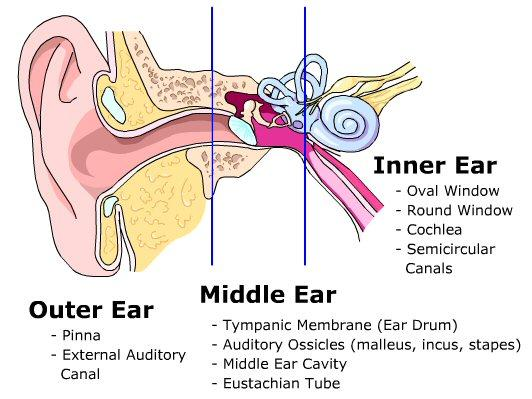 Outer Ear
- Pinna
- External Auditory
Canal
Middle Ear
- Tympanic Membrane (Ear Drum)
- Auditory Ossicles (malleus, incus, stapes)
- Middle Ear Cavity
- Eustachian Tube
Inner Ear
- Oval Window
- Round Window
- Cochlea
- Semicircular
Canals